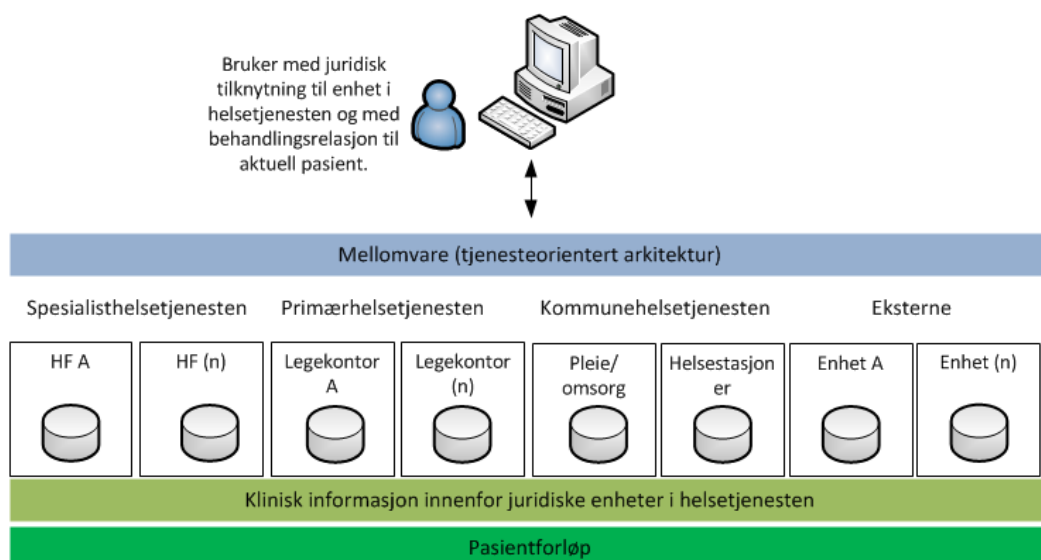 Bruker med juridisk
tilknytning til enhet i
helsetjenesten og med
behandlingsrelasjon til
aktuell pasient.
Mellomvare (tjenesteorientert arkitektur)
Spesialisthelsetjenesten Primærhelsetjenesten Kommunehelsetjenesten Eksterne
HF A
HF (n)
Legekontor
A
Legekontor
(n)
Pleie/
omsorg
Helsestasjon
er
Enhet A
Enhet (n)
Klinisk informasjon innenfor juridiske enheter i helsetjenesten
Pasientforløp